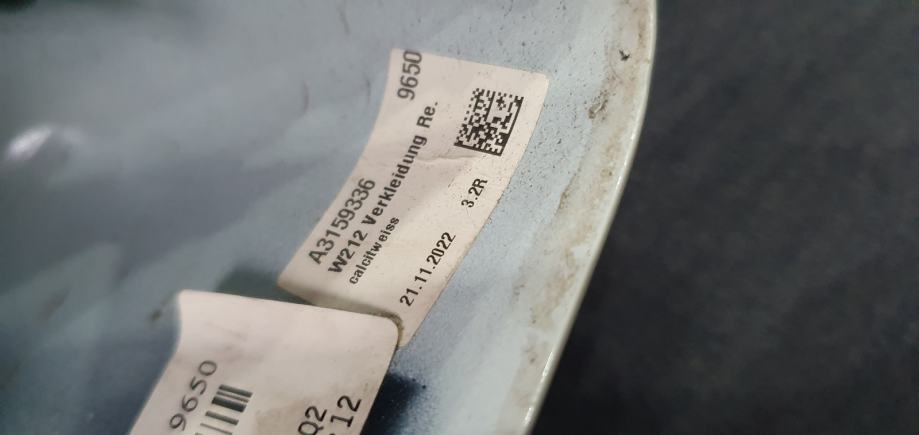 9650
A3159336
W212 Verkleidung Re.
calcitweiss
21.11.2022 3.2R
9650
Q2
12